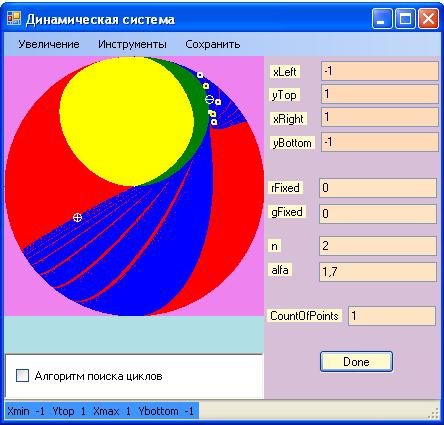 Динамическая система
Увеличение Инструменты Сохранить
xLeft -1
yTop 1
xRight 1
yBottom -1
rFixed 0
gFixed 0
n 2
alfa 1,7
CountOfPoints 1
Done
Алгоритм поиска циклов
Xmin -1 Ytop 1 Xmax 1 Ybottom -1